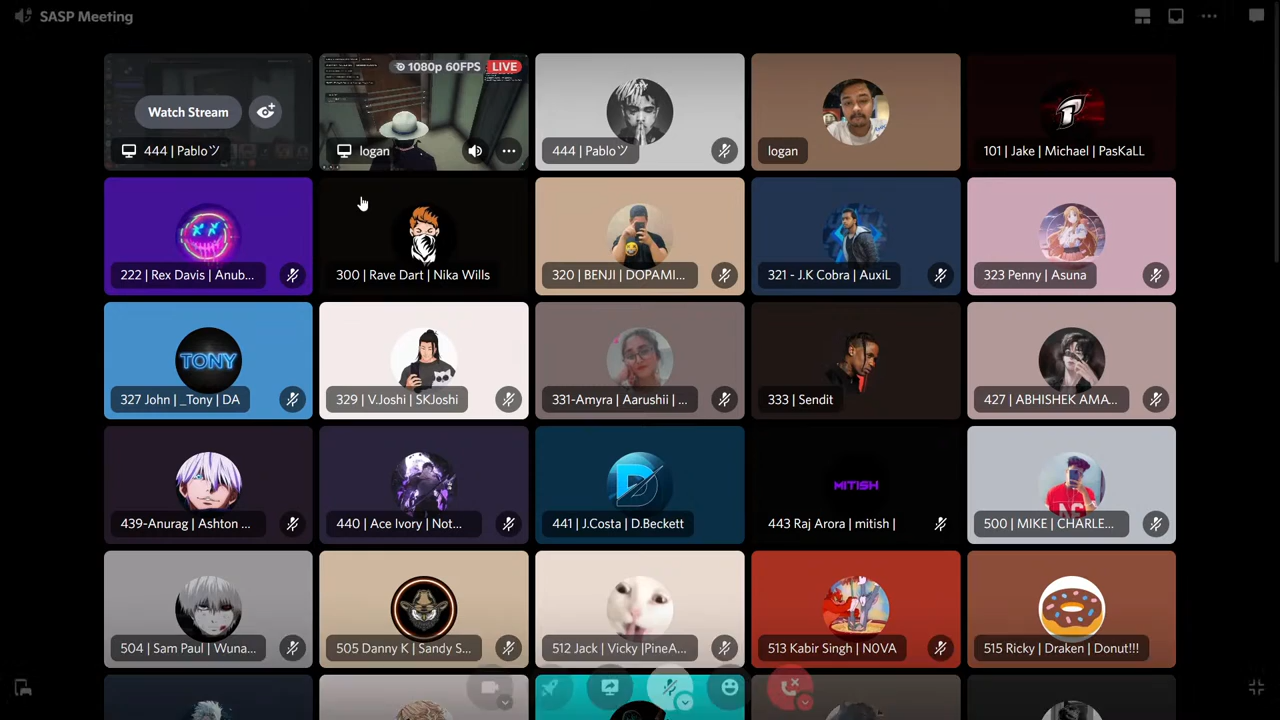 SASP Meeting
Watch Stream
444 | Pabloツ
1080p 60FPS LIVE
logan
444 | Pabloツ
logan
101 | Jake | Michael | PasKaLL
222 | Rex Davis | Anub...
300 | Rave Dart | Nika Wills
320 | BENJI | DOPAMI...
321 - J.K Cobra | AuxiL
323 Penny | Asuna
TONY
327 John | _Tony | DA
329 | V.Joshi | SKJoshi
331-Amyra | Aarushii | ...
333 | Sendit
427 | ABHISHEK AMA...
439-Anurag | Ashton ...
440 | Ace Ivory | Not...
441 | J.Costa | D.Beckett
MITISH
443 Raj Arora | mitish |
500 | MIKE | CHARLE...
504 | Sam Paul | Wuna...
505 Danny K | Sandy S...
512 Jack | Vicky |PineA...
513 Kabir Singh | N0VA
515 Ricky | Draken | Donut!!!